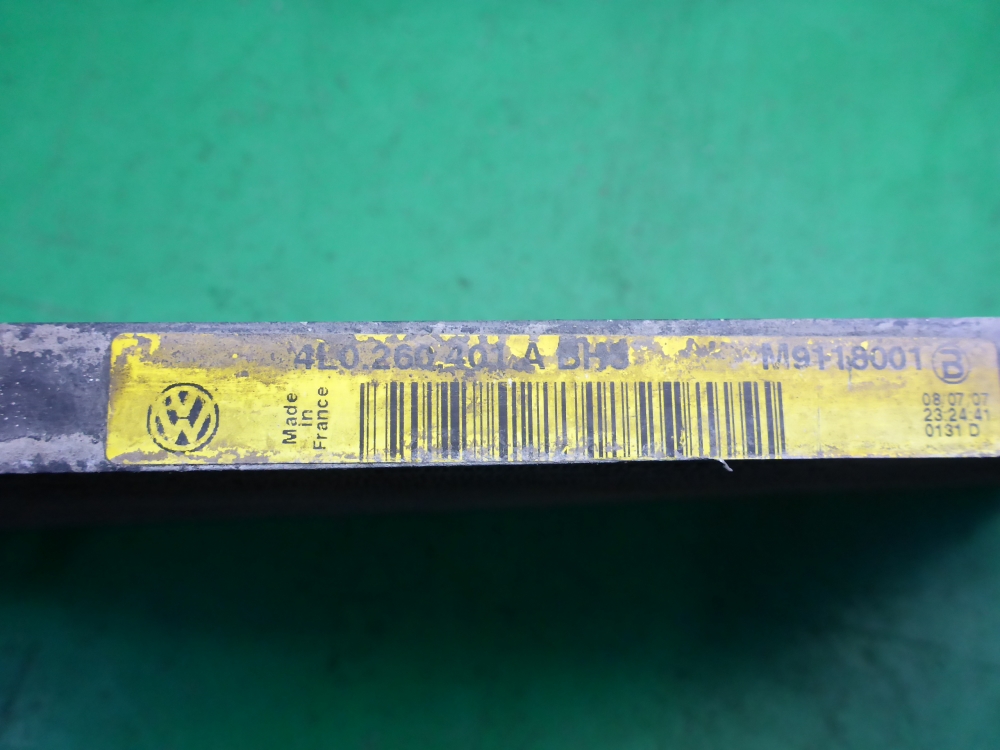 4L0 260 401 A
M9118001 B
Made
in
France
08 07 07
23:24:41
0131 D